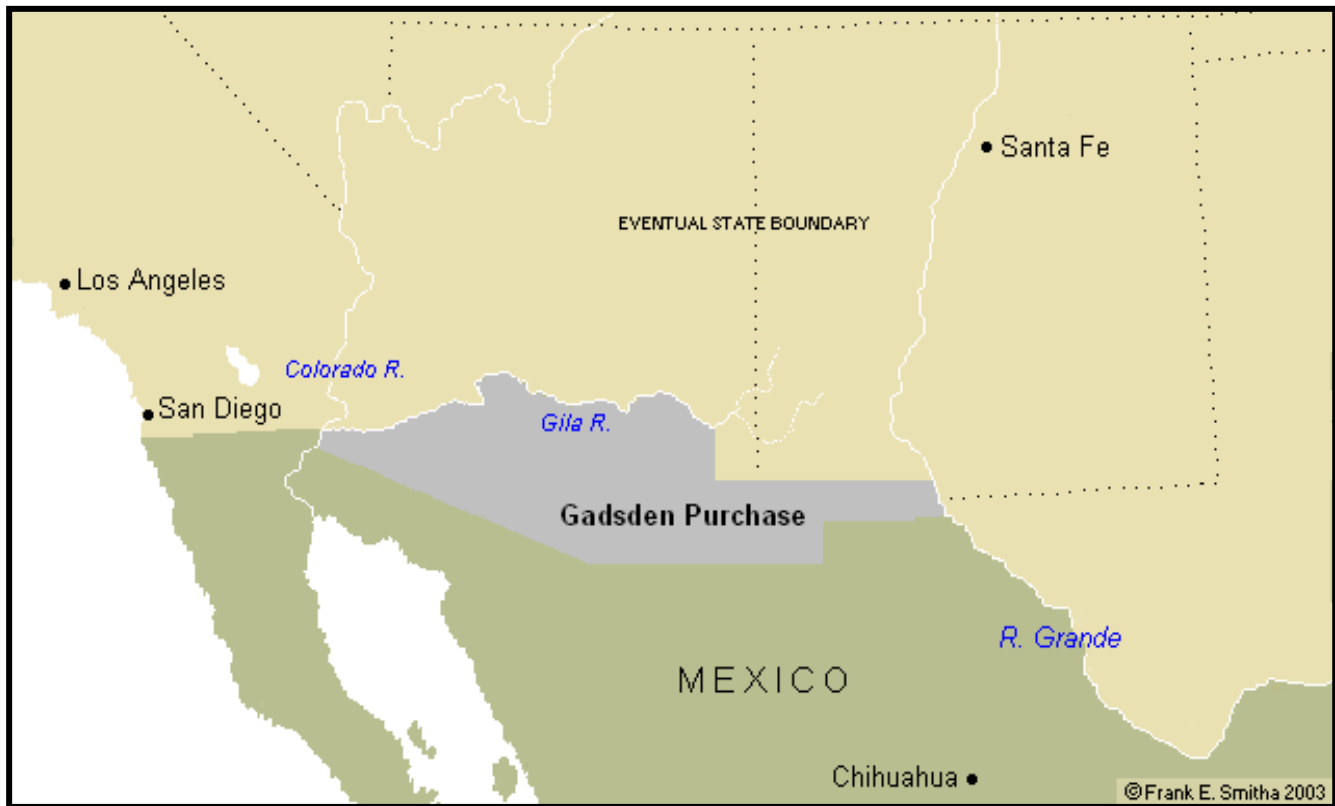 Santa Fe
EVENTUAL STATE BOUNDARY
Los Angeles
Colorado R.
San Diego
Gila R.
Gadsden Purchase
R. Grande
MEXICO
Chihuahua
©Frank E. Smitha 2003